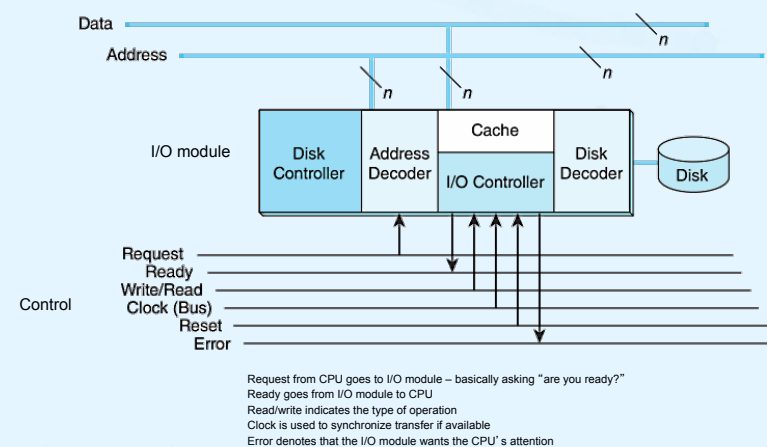 Data
n
Address
n
n
n
I/O module
Disk
Controller
Address
Decoder
Cache
I/O Controller
Disk
Decoder
Disk
Control
Request
Ready
Write/Read
Clock (Bus)
Reset
Error
Request from CPU goes to I/O module – basically asking “are you ready?”
Ready goes from I/O module to CPU
Read/write indicates the type of operation
Clock is used to synchronize transfer if available
Error denotes that the I/O module wants the CPU’s attention